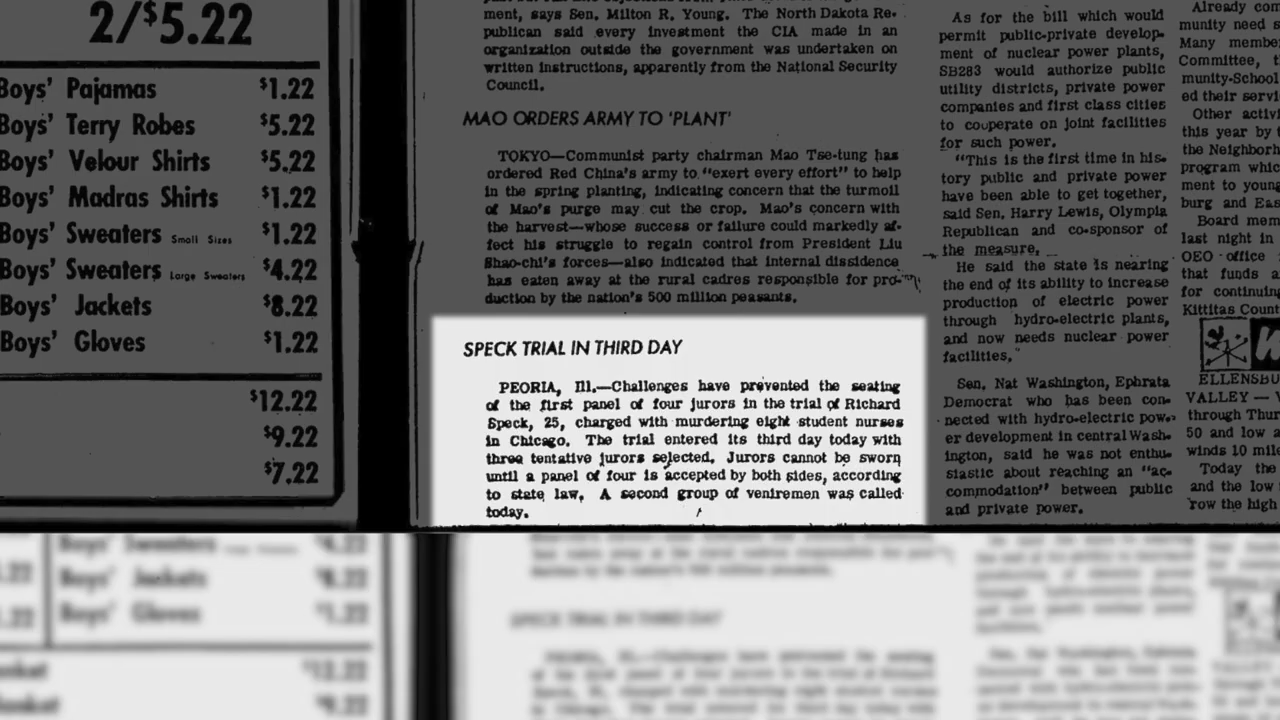 2/$5.22
Boys' Pajamas $1.22
Boys' Terry Robes $5.22
Boys' Velour Shirts $5.22
Boys' Madras Shirts $1.22
Boys' Sweaters Small Sizes $1.22
Boys' Sweaters Large Sweaters $4.22
Boys' Jackets $8.22
Boys' Gloves $1.22
$12.22
$9.22
$7.22
ment, says Sen. Milton R. Young. The North Dakota Re-
publican said every investment the CIA made in an
organization outside the government was undertaken on
written instructions, apparently from the National Security
Council.
MAO ORDERS ARMY TO 'PLANT'
TOKYO—Communist party chairman Mao Tse-tung has
ordered Red China's army to "exert every effort" to help
in the spring planting, indicating concern that the turmoil
of Mao's purge may cut the crop. Mao's concern with
the harvest—whose success or failure could markedly af-
fect his struggle to regain control from President Liu
Shao-chi's forces—also indicated that internal dissidence
has eaten away at the rural cadres responsible for pro-
duction by the nation's 500 million peasants.
SPECK TRIAL IN THIRD DAY
PEORIA, Ill.—Challenges have prevented the seating
of the first panel of four jurors in the trial of Richard
Speck, 25, charged with murdering eight student nurses
in Chicago. The trial entered its third day today with
three tentative jurors selected. Jurors cannot be sworn
until a panel of four is accepted by both sides, according
to state law. A second group of veniremen was called
today.
As for the bill which would
permit public-private develop-
ment of nuclear power plants,
SB283 would authorize public
utility districts, private power
companies and first class cities
to cooperate on joint facilities
for such power.
"This is the first time in his-
tory public and private power
have been able to get together,
said Sen. Harry Lewis, Olympia
Republican and co-sponsor of
the measure.
He said the state is nearing
the end of its ability to increase
production of electric power
through hydro-electric plants,
and now needs nuclear power
facilities."
Sen. Nat Washington, Ephrata
Democrat who has been con-
nected with hydro-electric pow-
er development in central Wash-
ington, said he was not enthu-
siastic about reaching an "ac-
commodation" between public
and private power.
Already com
munity need s
Many membe
Committee, t
munity-School
ed their servi
Other activi
this year by
the Neighborh
program whic
ment to young
burg and Eas
Board mem
last night in
OEO office
that funds a
for continuing
Kittitas Count
W
ELLENSBU
VALLEY — V
through Thur
50 and low a
winds 10 mile
Today the
and the low
row the high
Boys' Sweaters
Boys' Jackets
Boys' Gloves
SPECK TRIAL IN THIRD DAY